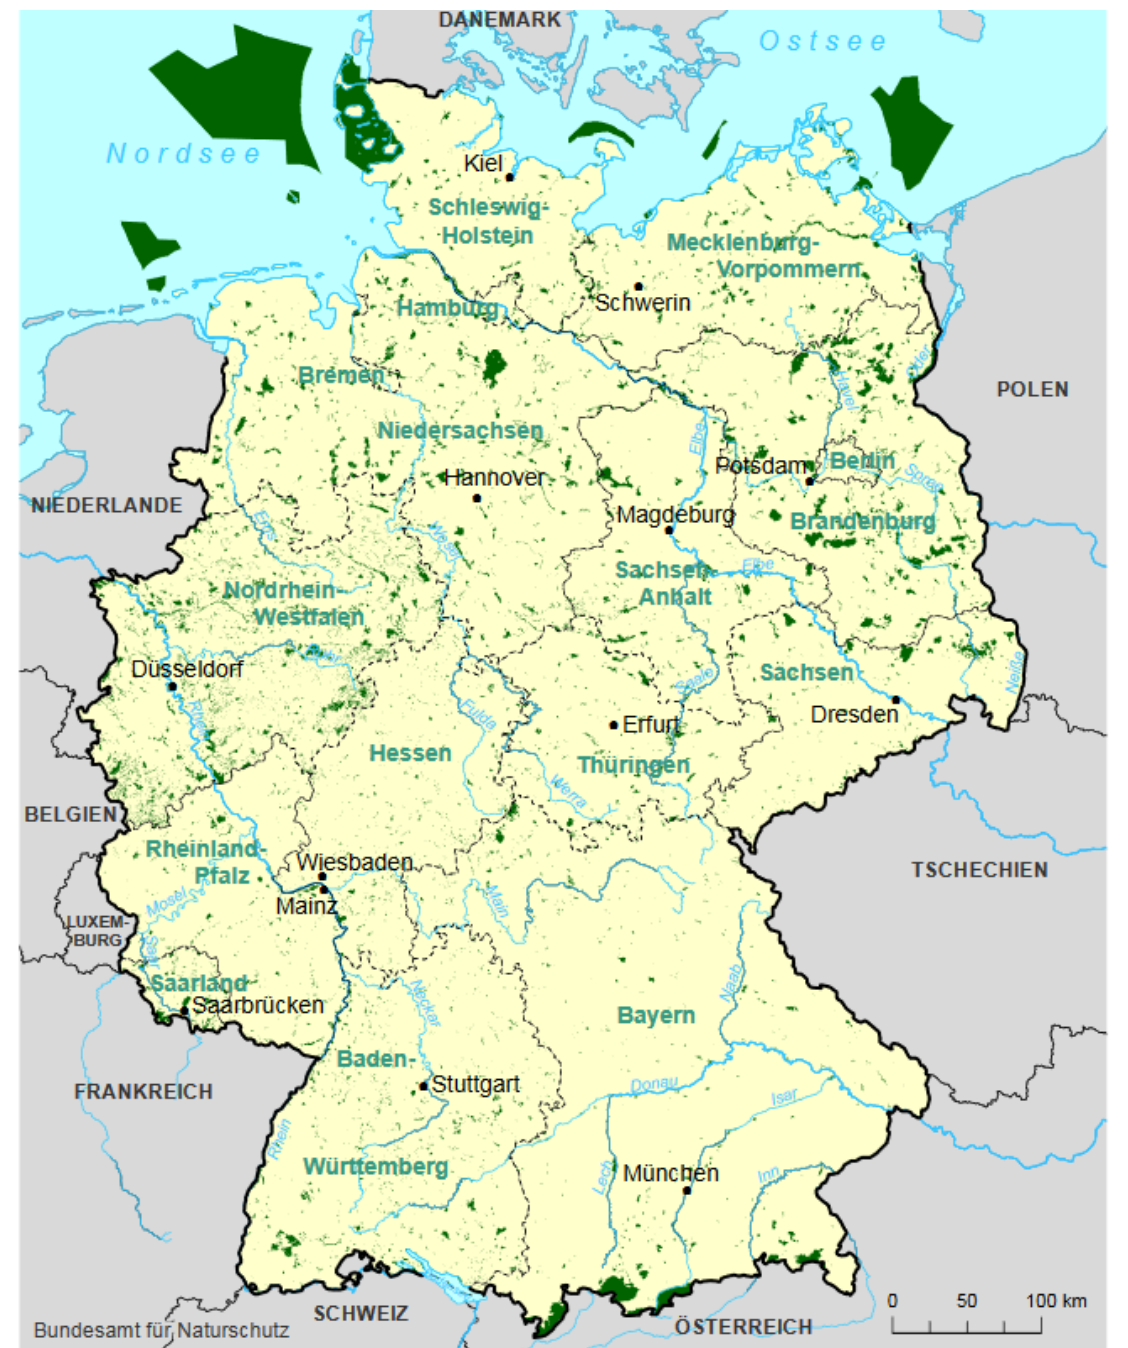 DÄNEMARK
Ostsee
Nordsee
Kiel
Schleswig-
Holstein
Mecklenburg-
Vorpommern
Schwerin
Hamburg
Bremen
Oder
Havel
POLEN
Niedersachsen
Elbe
Hannover
Potsdam
Berlin
Spree
NIEDERLANDE
Ems
Weser
Magdeburg
Brandenburg
Sachsen-
Anhalt
Elbe
Nordrhein-
Westfalen
Ruhr
Düsseldorf
Rhein
Saale
Sachsen
Neiße
Dresden
Fulda
Erfurt
Hessen
Thüringen
Werra
BELGIEN
Rheinland-
Pfalz
Wiesbaden
Mainz
Mosel
Main
TSCHECHIEN
LUXEM-
BURG
Saar
Saarland
Saarbrücken
Neckar
Naab
Bayern
FRANKREICH
Baden-
Stuttgart
Donau
Isar
Rhein
Württemberg
Lech
München
Inn
SCHWEIZ
ÖSTERREICH
0 50 100 km
Bundesamt für Naturschutz